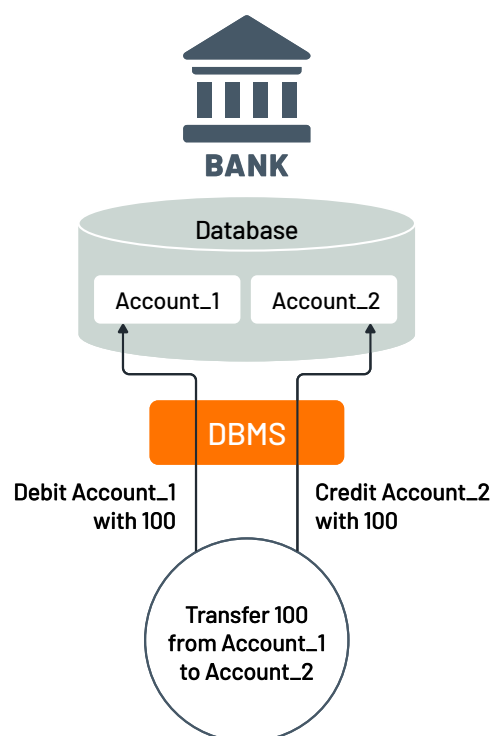 BANK
Database
Account_1
Account_2
DBMS
Debit Account_1
with 100
Credit Account_2
with 100
Transfer 100
from Account_1
to Account_2